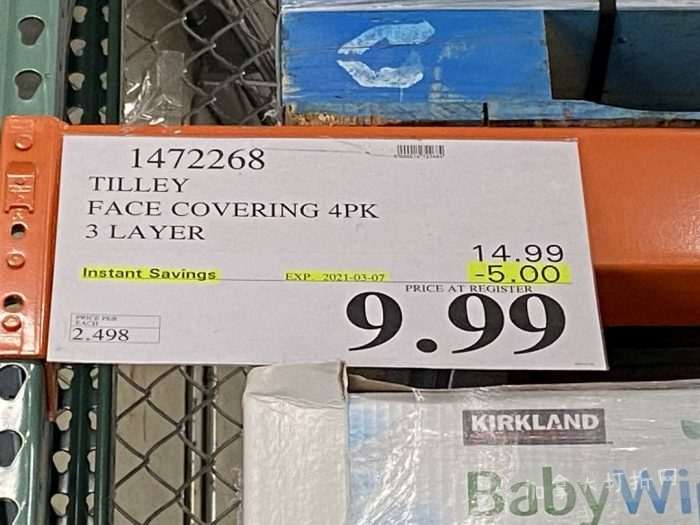 1472268
TILLEY
FACE COVERING 4PK
3 LAYER
14.99
Instant Savings EXP. 2021-03-07 -5.00
PRICE AT REGISTER
9.99
PRICE PER
EACH
2.498
KIRKLAND
BabyWi